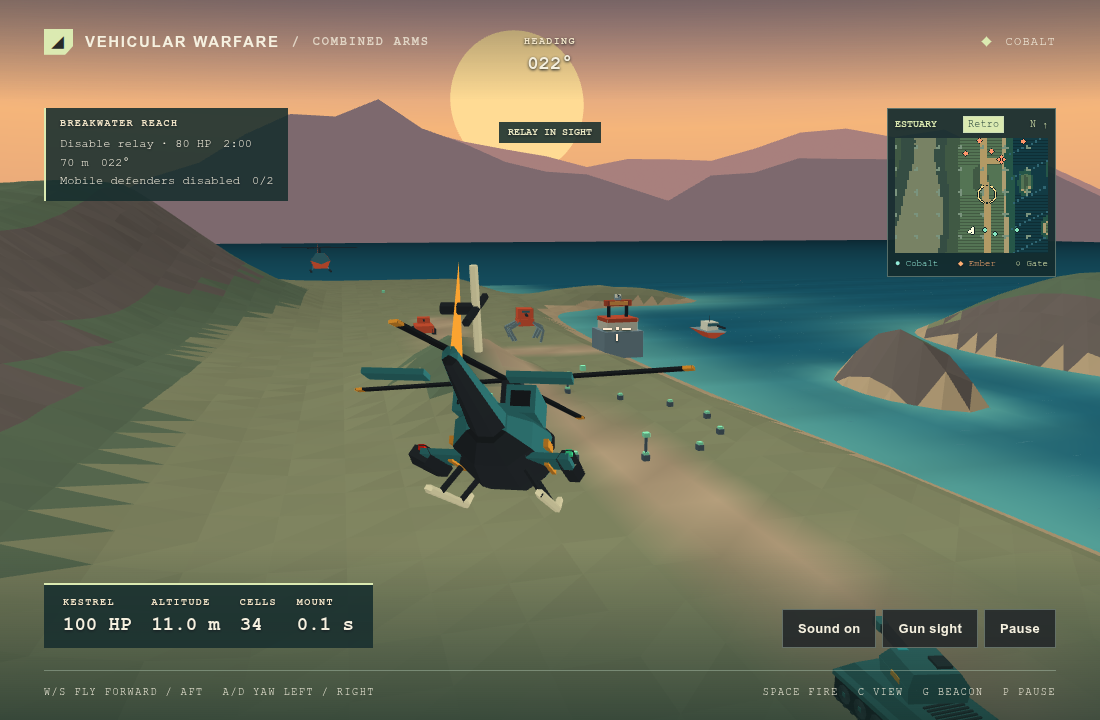 VEHICULAR WARFARE / COMBINED ARMS
HEADING
022°
COBALT
RELAY IN SIGHT
BREAKWATER REACH
Disable relay · 80 HP 2:00
70 m 022°
Mobile defenders disabled 0/2
ESTUARY Retro N ↑
Cobalt Ember Gate
KESTREL ALTITUDE CELLS MOUNT
100 HP 11.0 m 34 0.1 s
Sound on Gun sight Pause
W/S FLY FORWARD / AFT A/D YAW LEFT / RIGHT
SPACE FIRE C VIEW G BEACON P PAUSE